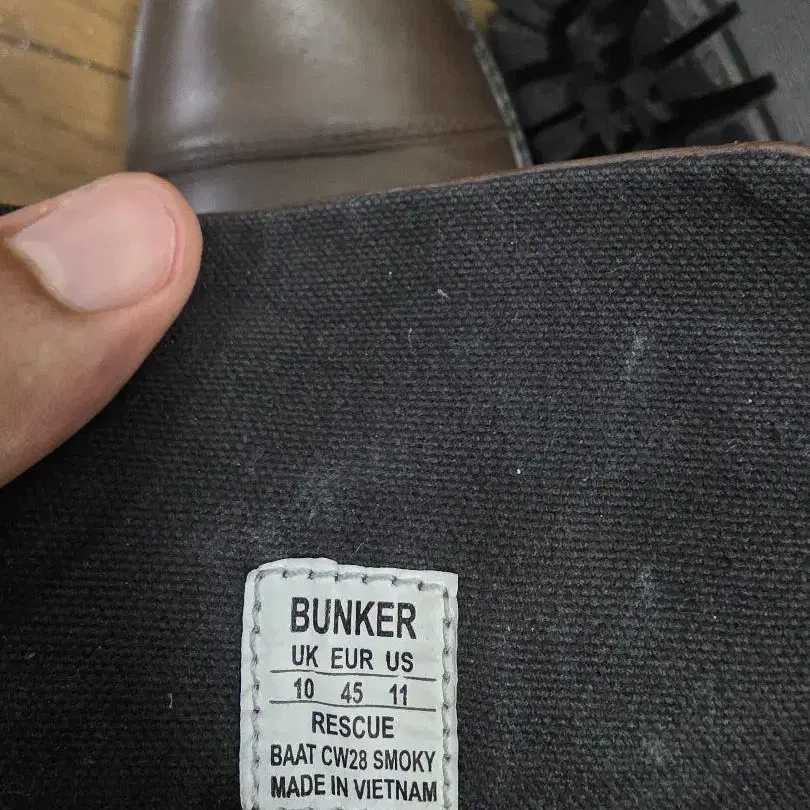 BUNKER
UK EUR US
10 45 11
RESCUE
BAAT CW28 SMOKY
MADE IN VIETNAM